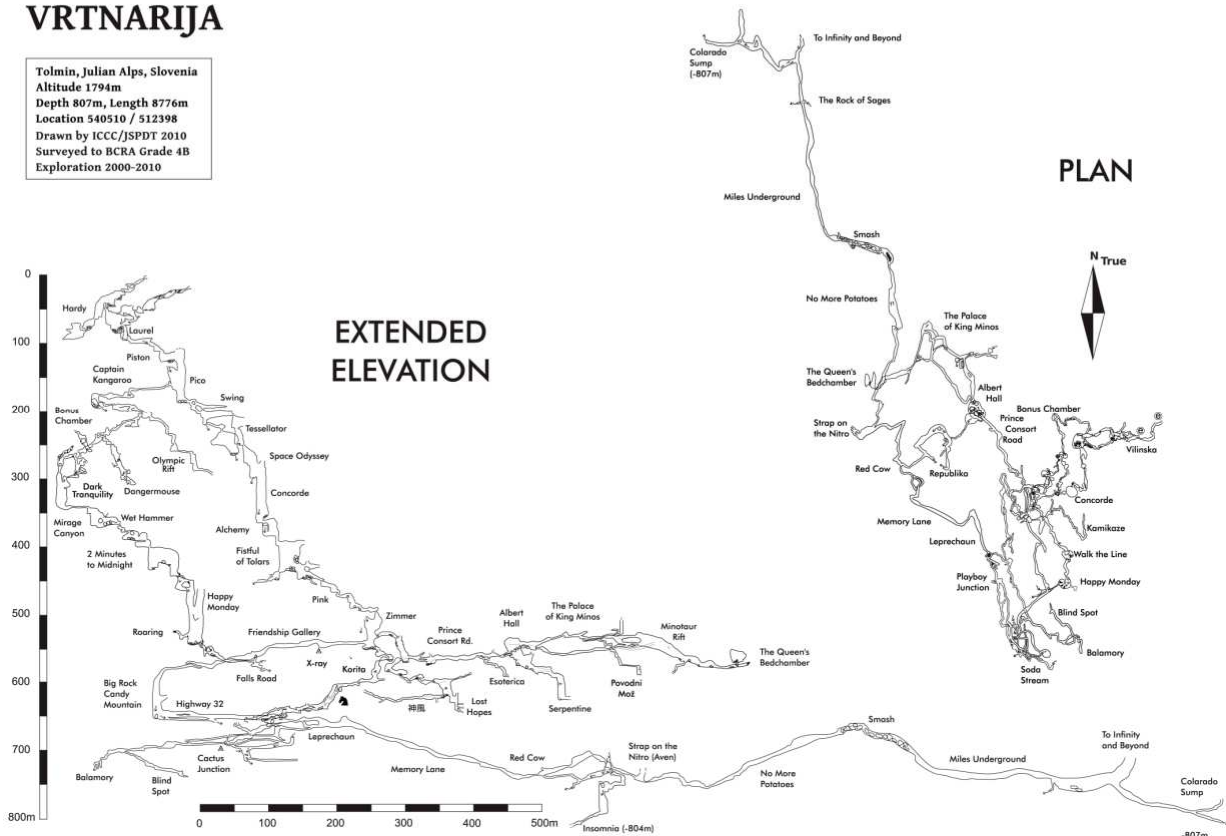 VRTNARIJA
Tolmin, Julian Alps, Slovenia
Altitude 1794m
Depth 807m, Length 8776m
Location 540510 / 512398
Drawn by ICCC/JSPDT 2010
Surveyed to BCRA Grade 4B
Exploration 2000-2010
PLAN
N
True
To Infinity and Beyond
Colarado
Sump
(-807m)
The Rock of Sages
Miles Underground
Smash
No More Potatoes
The Palace
of King Minos
The Queen's
Bedchamber
Albert
Hall
Strap on
the Nitro
Prince
Consort
Road
Bonus Chamber
Vilinska
Red Cow
Republika
Concorde
Memory Lane
Kamikaze
Leprechaun
Walk the Line
Playboy
Junction
Happy Monday
Blind Spot
Balamory
Soda
Stream
EXTENDED
ELEVATION
0
100
200
300
400
500
600
700
800m
Hardy
Laurel
Piston
Captain
Kangaroo
Pico
Swing
Bonus
Chamber
Tessellator
Olympic
Rift
Space Odyssey
Dark
Tranquility
Dangermouse
Concorde
Mirage
Canyon
Wet Hammer
Alchemy
2 Minutes
to Midnight
Fistful
of Tolars
Happy
Monday
Pink
Zimmer
Roaring
Friendship Gallery
Prince
Consort Rd.
Albert
Hall
The Palace
of King Minos
Minotaur
Rift
The Queen's
Bedchamber
X-ray
Korita
Falls Road
Esoterica
Povodni
Mož
Big Rock
Candy
Mountain
Highway 32
神風
Lost
Hopes
Serpentine
Leprechaun
Cactus
Junction
Balamory
Blind
Spot
Memory Lane
Red Cow
Strap on the
Nitro (Aven)
No More
Potatoes
Smash
Miles Underground
To Infinity
and Beyond
Colarado
Sump
-807m
Insomnia (-804m)
0
100
200
300
400
500m